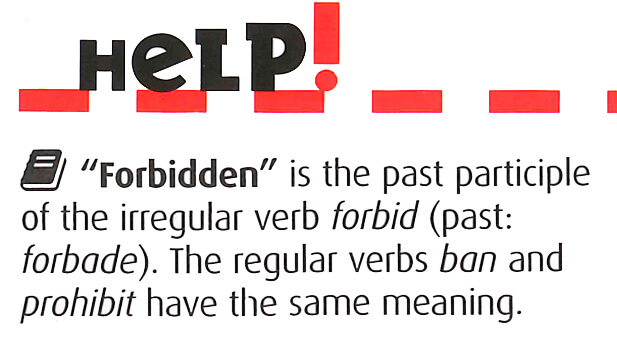 HeLP!
"Forbidden" is the past participle
of the irregular verb forbid (past:
forbade). The regular verbs ban and
prohibit have the same meaning.